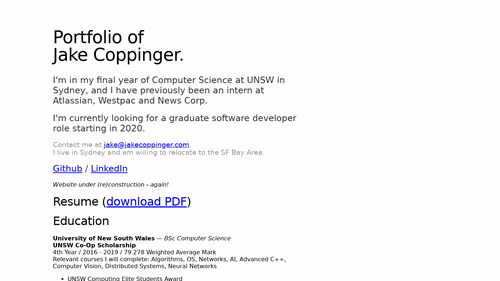 Portfolio of
Jake Coppinger.
I'm in my final year of Computer Science at UNSW in
Sydney, and I have previously been an intern at
Atlassian, Westpac and News Corp.
I'm currently looking for a graduate software developer
role starting in 2020.
Contact me at jake@jakecoppinger.com
I live in Sydney and am willing to relocate to the SF Bay Area.
Github / LinkedIn
Website under (re)construction - again!
Resume (download PDF)
Education
University of New South Wales — BSc Computer Science
UNSW Co-Op Scholarship
4th Year / 2016 - 2019 / 79.278 Weighted Average Mark
Relevant courses I will complete: Algorithms, OS, Networks, AI, Advanced C++,
Computer Vision, Distributed Systems, Neural Networks
• UNSW Computing Elite Students Award